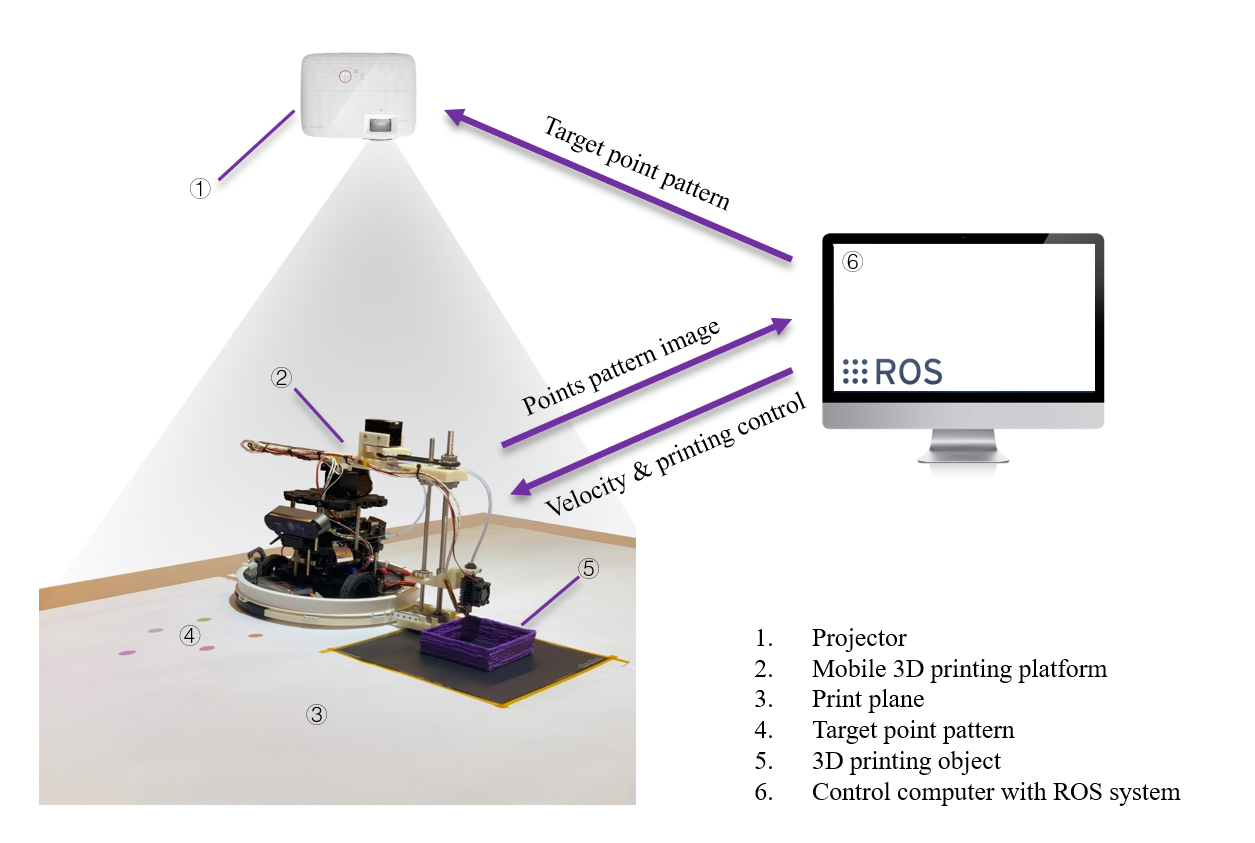 ①
Target point pattern
⑥
ROS
②
Points pattern image
Velocity & printing control
⑤
④
③
1. Projector
2. Mobile 3D printing platform
3. Print plane
4. Target point pattern
5. 3D printing object
6. Control computer with ROS system